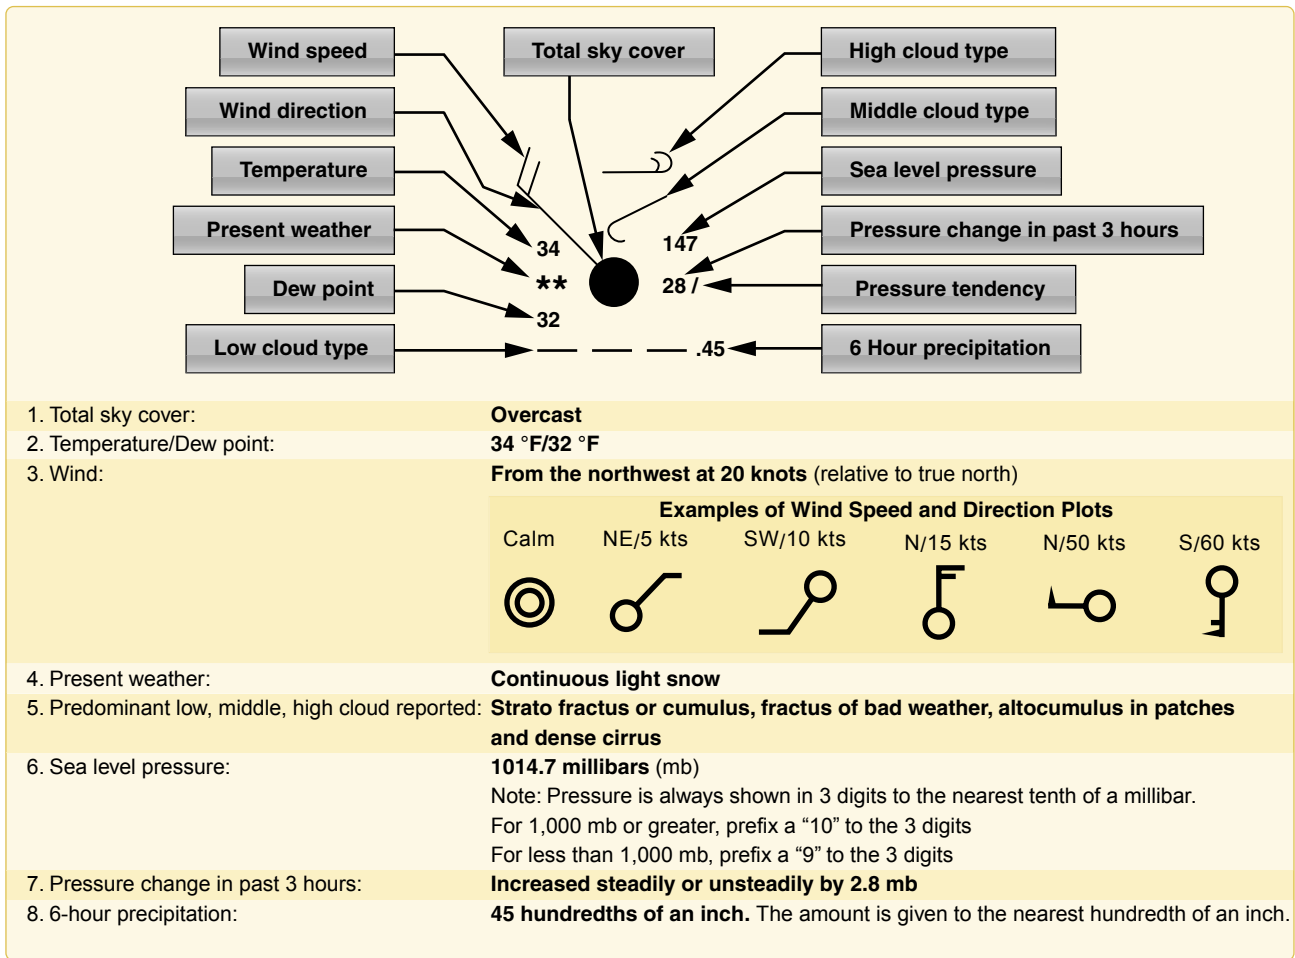 Wind speed
Total sky cover
High cloud type
Wind direction
Middle cloud type
Temperature
Sea level pressure
Present weather
34
147
Pressure change in past 3 hours
**
28 /
Dew point
Pressure tendency
32
Low cloud type
.45
6 Hour precipitation
1. Total sky cover: Overcast
2. Temperature/Dew point: 34 °F/32 °F
3. Wind: From the northwest at 20 knots (relative to true north)
Examples of Wind Speed and Direction Plots
Calm NE/5 kts SW/10 kts N/15 kts N/50 kts S/60 kts
4. Present weather: Continuous light snow
5. Predominant low, middle, high cloud reported: Strato fractus or cumulus, fractus of bad weather, altocumulus in patches
and dense cirrus
6. Sea level pressure: 1014.7 millibars (mb)
Note: Pressure is always shown in 3 digits to the nearest tenth of a millibar.
For 1,000 mb or greater, prefix a “10” to the 3 digits
For less than 1,000 mb, prefix a “9” to the 3 digits
7. Pressure change in past 3 hours: Increased steadily or unsteadily by 2.8 mb
8. 6-hour precipitation: 45 hundredths of an inch. The amount is given to the nearest hundredth of an inch.